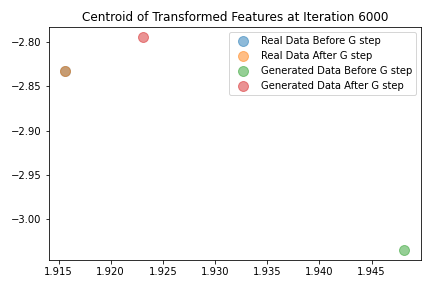 Centroid of Transformed Features at Iteration 6000
Real Data Before G step
Real Data After G step
Generated Data Before G step
Generated Data After G step
−2.80
−2.85
−2.90
−2.95
−3.00
1.915 1.920 1.925 1.930 1.935 1.940 1.945